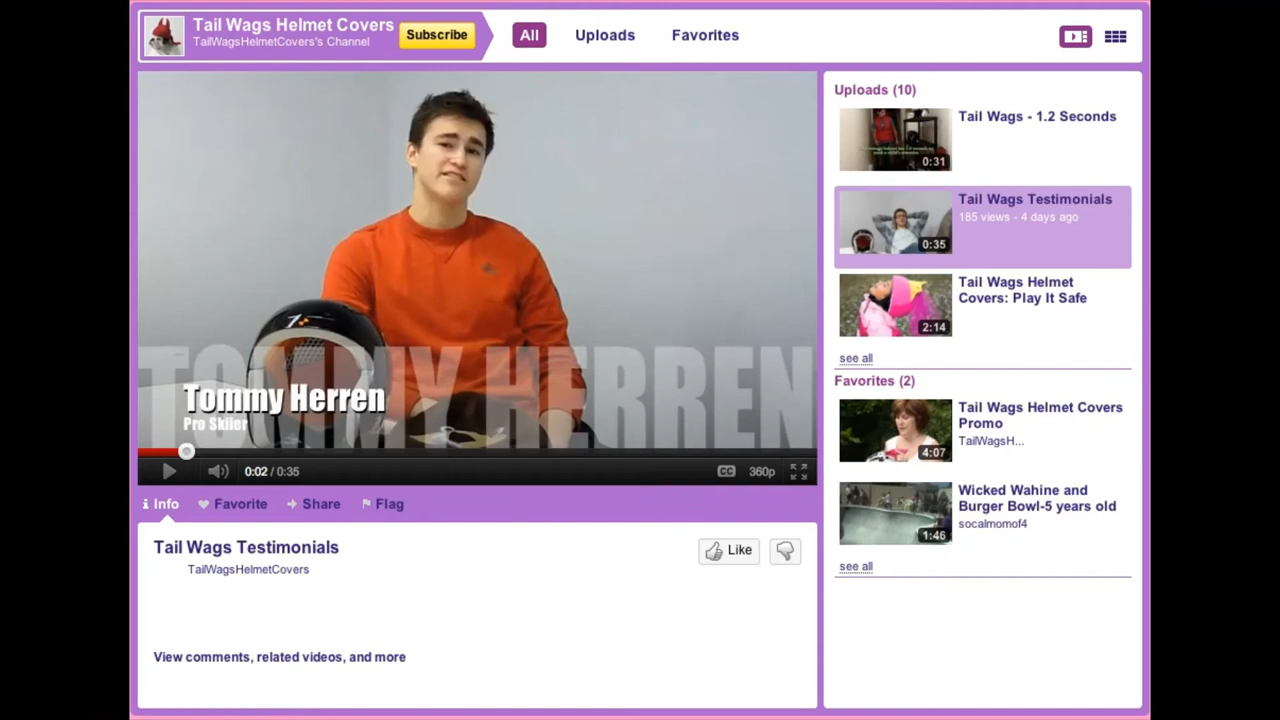 Tail Wags Helmet Covers
TailWagsHelmetCovers's Channel
Subscribe
All
Uploads
Favorites
TOMMY HERREN
Tommy Herren
Pro Skiier
0:02 / 0:35
CC
360p
Info
Favorite
Share
Flag
Tail Wags Testimonials
TailWagsHelmetCovers
Like
View comments, related videos, and more
Uploads (10)
Tail Wags - 1.2 Seconds
0:31
Tail Wags Testimonials
185 views - 4 days ago
0:35
Tail Wags Helmet
Covers: Play It Safe
2:14
see all
Favorites (2)
Tail Wags Helmet Covers
Promo
TailWagsH...
4:07
Wicked Wahine and
Burger Bowl-5 years old
socalmomof4
1:46
see all